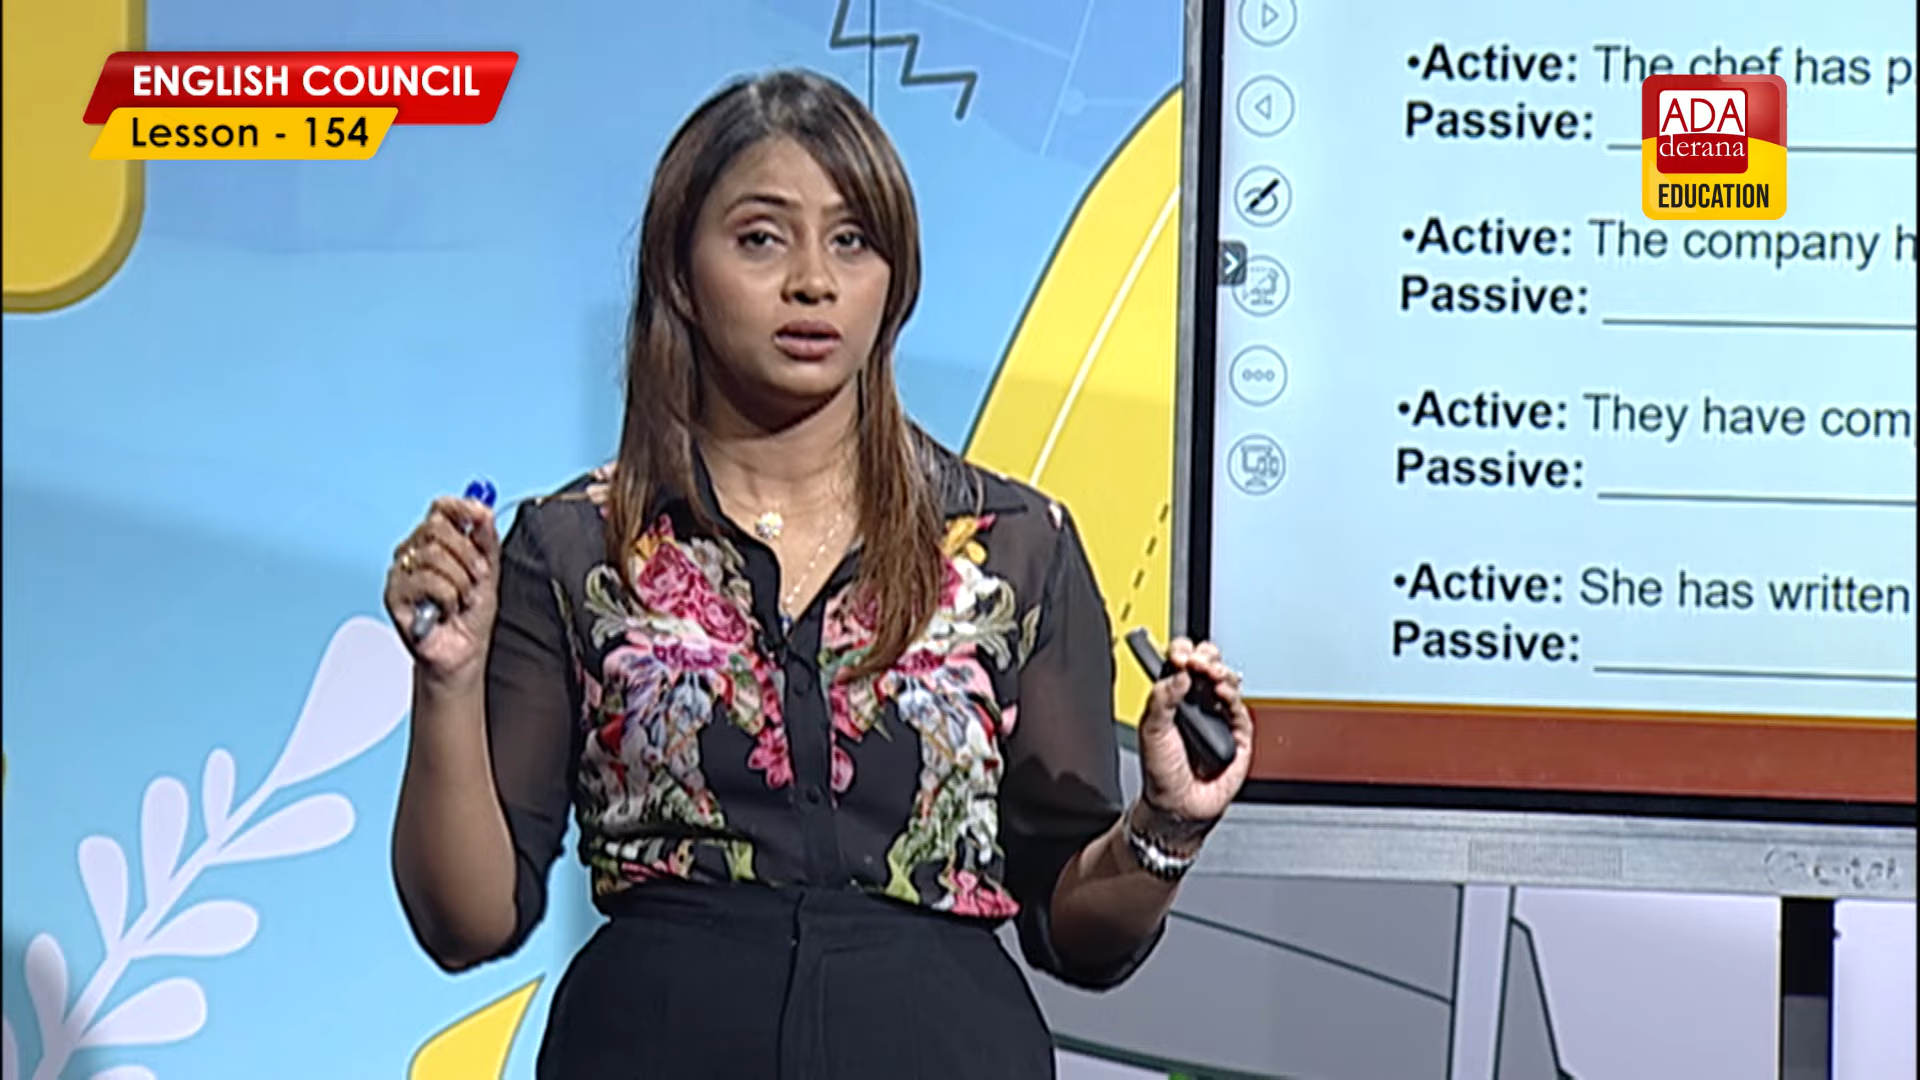 ENGLISH COUNCIL
Lesson - 154
ADA
derana
EDUCATION
•Active: The chef has p
Passive:
•Active: The company h
Passive:
•Active: They have com
Passive:
•Active: She has written
Passive: